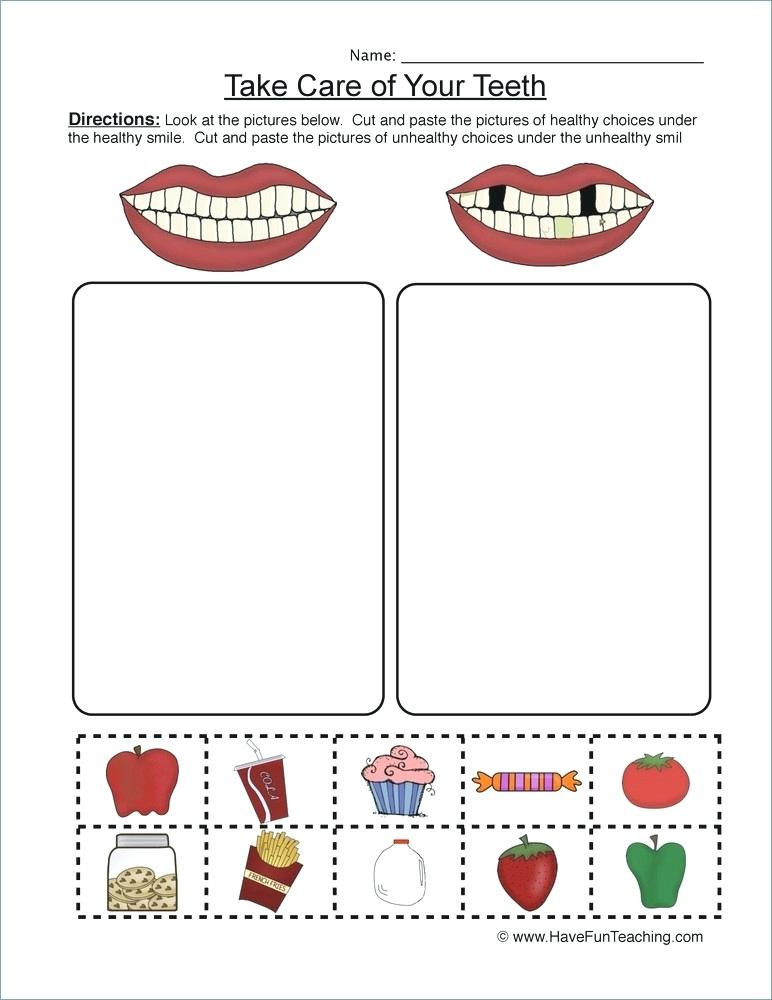 Name:
Take Care of Your Teeth
Directions: Look at the pictures below. Cut and paste the pictures of healthy choices under
the healthy smile. Cut and paste the pictures of unhealthy choices under the unhealthy smil
COLA
FRENCH FRIES
© www.HaveFunTeaching.com